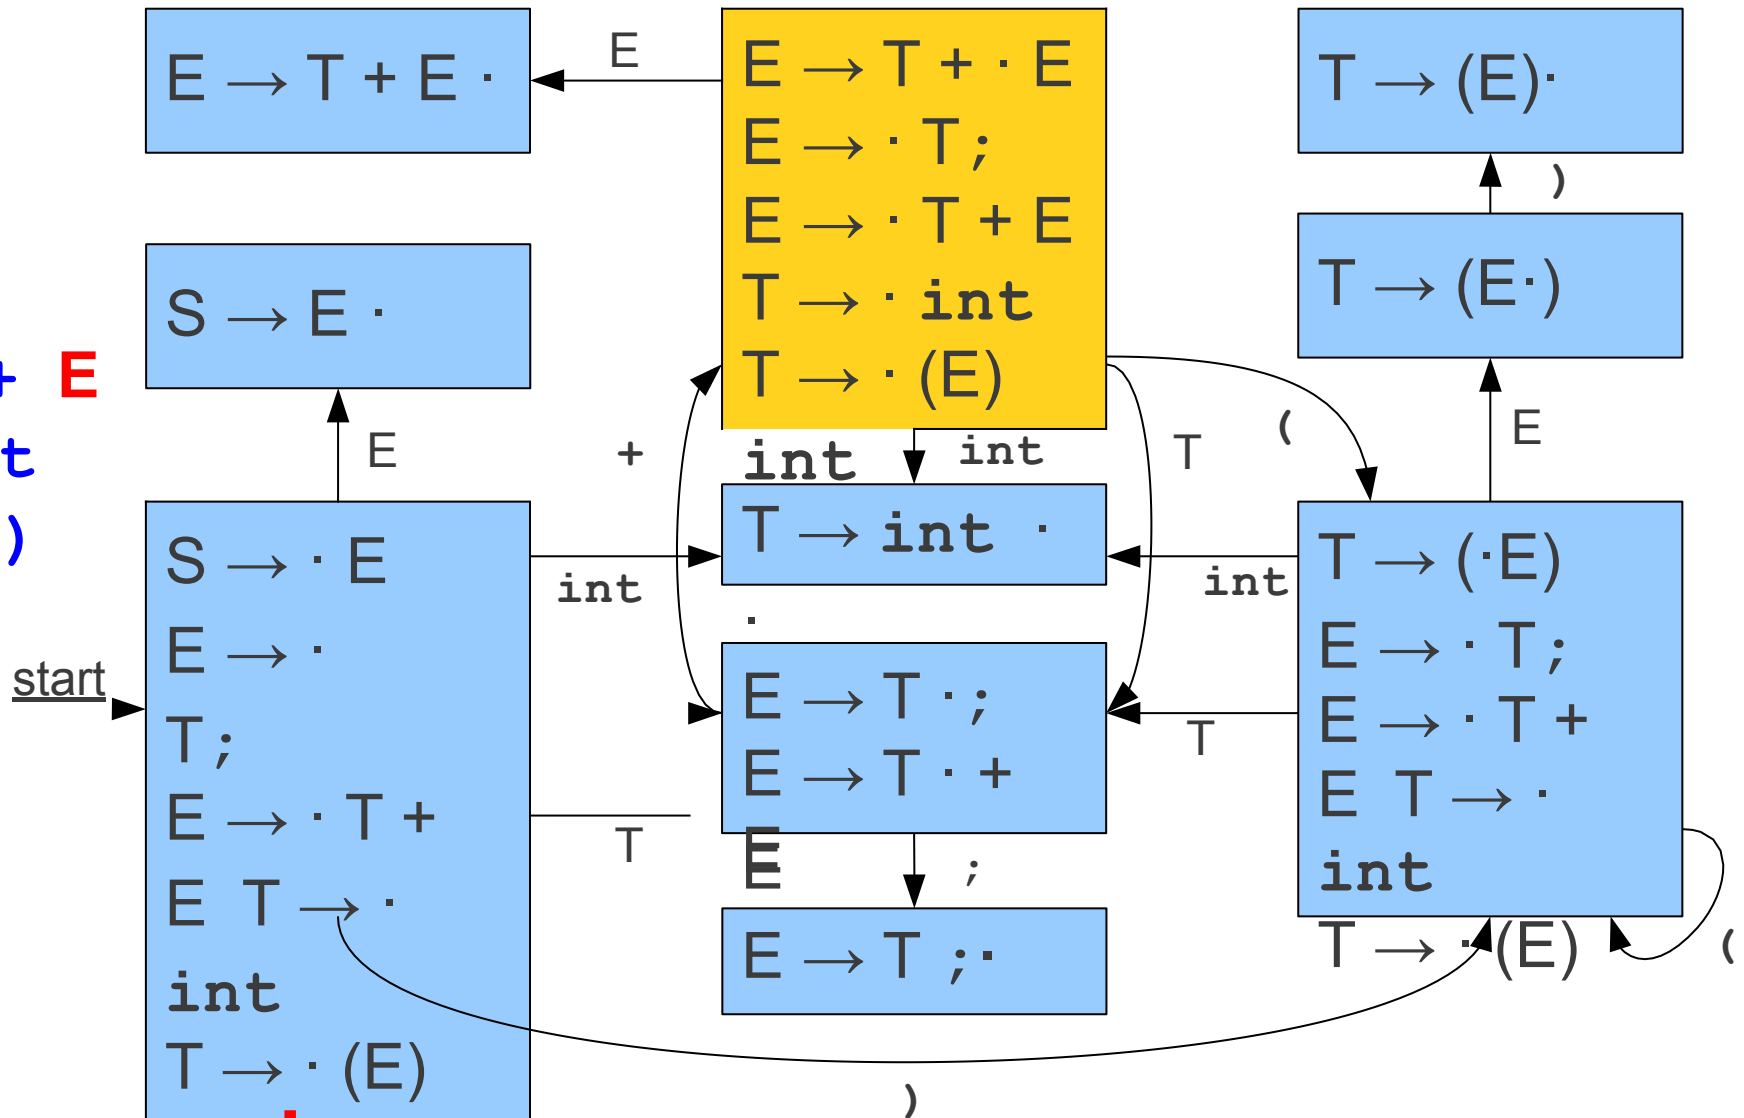 E → T + E ·
E
E → T + · E
E → · T ;
E → · T + E
T → · int
T → · (E)
int
T → (E)·
)
T → (E·)
S → E ·
+ E
t
)
E
+
int
T
(
E
S → · E
E → ·
T ;
E → · T +
E T → ·
int
T → · (E)
start
int
T → int ·
·
int
T → (·E)
E → · T ;
E → · T +
E T → ·
int
T → · (E)
E → T · ;
E → T · +
E
E
T
T
;
E → T ; ·
(
)